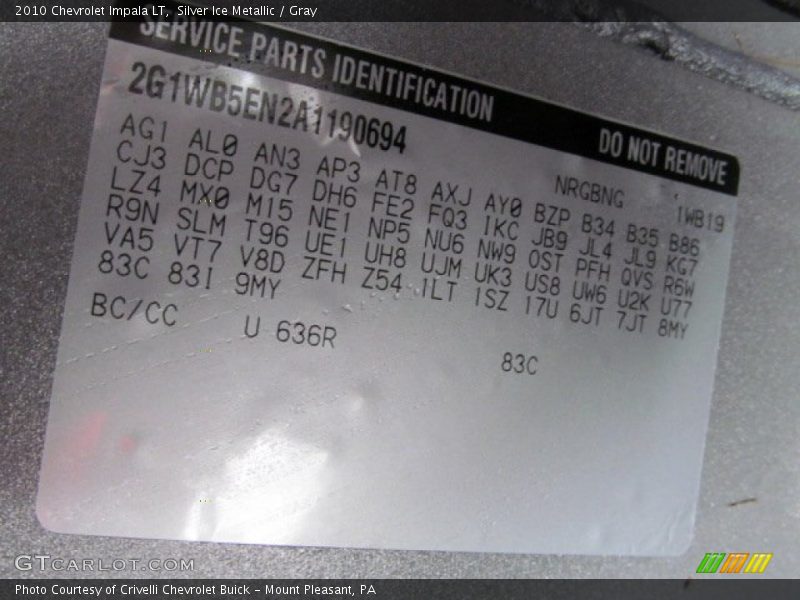 2010 Chevrolet Impala LT, Silver Ice Metallic / Gray
SERVICE PARTS IDENTIFICATION DO NOT REMOVE
2G1WB5EN2A1190694 NRGBNG 1WB19
AG1 AL0 AN3 AP3 AT8 AXJ AY0 BZP B34 B35 B86
CJ3 DCP DG7 DH6 FE2 FQ3 IKC JB9 JL4 JL9 KG7
LZ4 MX0 M15 NE1 NP5 NU6 NW9 OST PFH QVS R6W
R9N SLM T96 UE1 UH8 UJM UK3 US8 UW6 U2K U77
VA5 VT7 V8D ZFH Z54 1LT 1SZ 17U 6JT 7JT 8MY
83C 83I 9MY
BC/CC U 636R 83C
GTCARLOT.COM
Photo Courtesy of Crivelli Chevrolet Buick - Mount Pleasant, PA